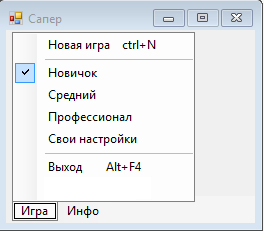 Сапер
Новая игра ctrl+N
Новичок
Средний
Профессионал
Свои настройки
Выход Alt+F4
Игра Инфо